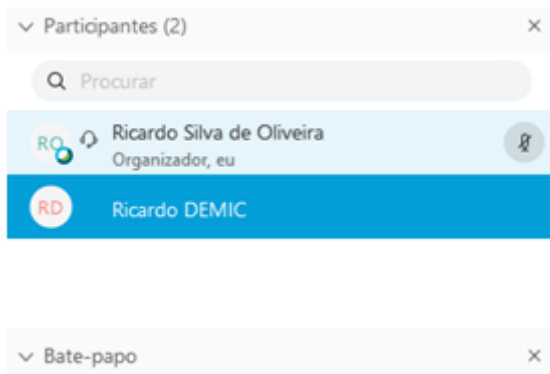 Participantes (2)
Procurar
RO
Ricardo Silva de Oliveira
Organizador, eu
RD
Ricardo DEMIC
Bate-papo